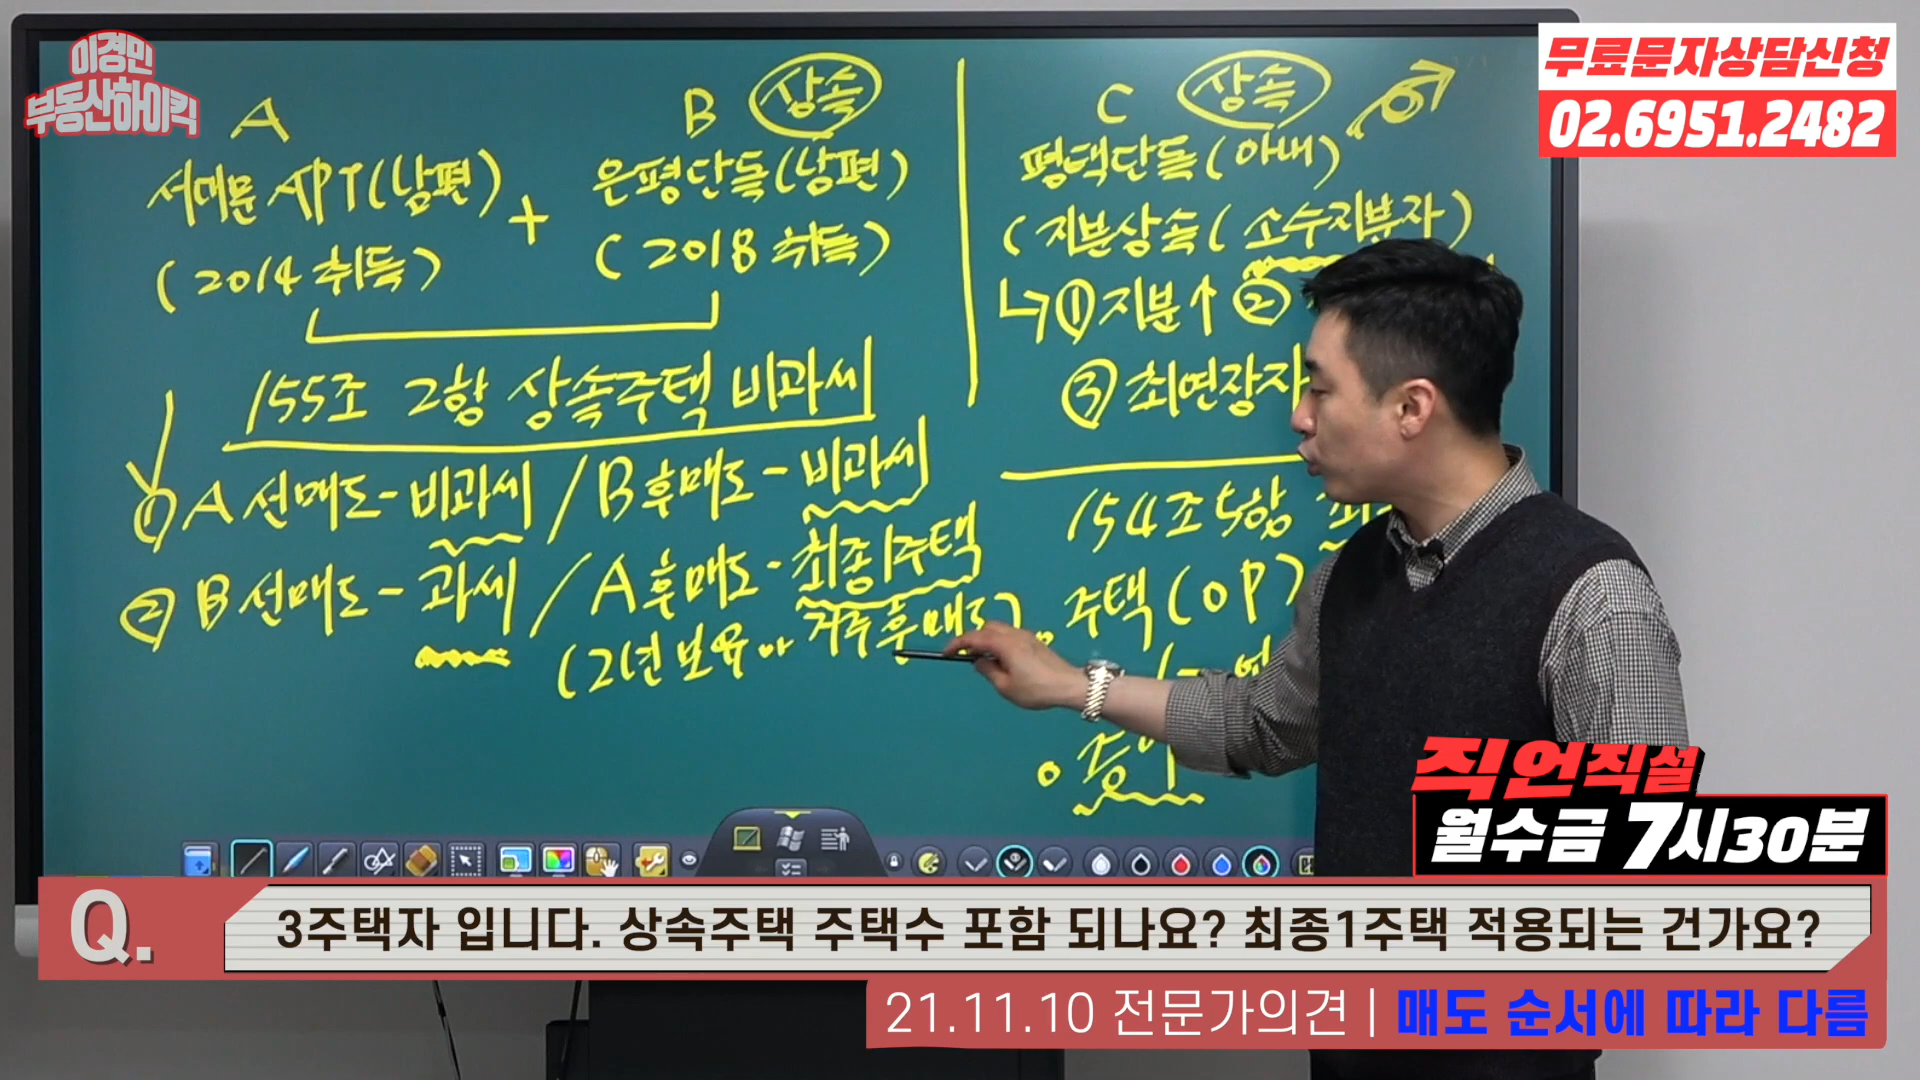 이경민
부동산하이킥
무료문자상담신청
02.6951.2482
A
서대문 APT(남편)
(2014 취득)
+
B 상속
은평단독(남편)
(2018 취득)
155조 2항 상속주택 비과세
① A 선매도-비과세 / B 후매도-비과세
② B 선매도-과세 / A 후매도-최종1주택
(2년 보유 거주 후 매도)
C 상속
평택단독(아내)
(지분상속(소수지분자)
↳ ① 지분↑ ②
③ 최연장자
154조 5항
주택(OP)
직언직설
월수금 7시30분
Q.
3주택자 입니다. 상속주택 주택수 포함 되나요? 최종1주택 적용되는 건가요?
21.11.10 전문가의견 | 매도 순서에 따라 다름